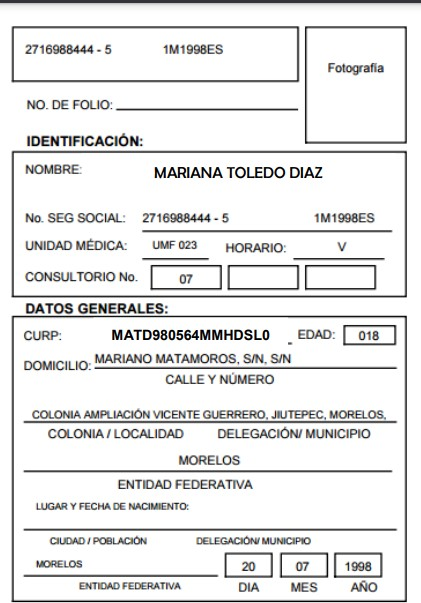 2716988444 - 5 1M1998ES
Fotografía
NO. DE FOLIO:
IDENTIFICACIÓN:
NOMBRE: MARIANA TOLEDO DIAZ
No. SEG SOCIAL: 2716988444 - 5 1M1998ES
UNIDAD MÉDICA: UMF 023 HORARIO: V
CONSULTORIO No. 07
DATOS GENERALES:
CURP: MATD980564MMHDSL0 EDAD: 018
DOMICILIO: MARIANO MATAMOROS, S/N, S/N
CALLE Y NÚMERO
COLONIA AMPLIACIÓN VICENTE GUERRERO, JIUTEPEC, MORELOS,
COLONIA / LOCALIDAD DELEGACIÓN/ MUNICIPIO
MORELOS
ENTIDAD FEDERATIVA
LUGAR Y FECHA DE NACIMIENTO:
CIUDAD / POBLACIÓN DELEGACIÓN/ MUNICIPIO
MORELOS 20 07 1998
ENTIDAD FEDERATIVA DIA MES AÑO